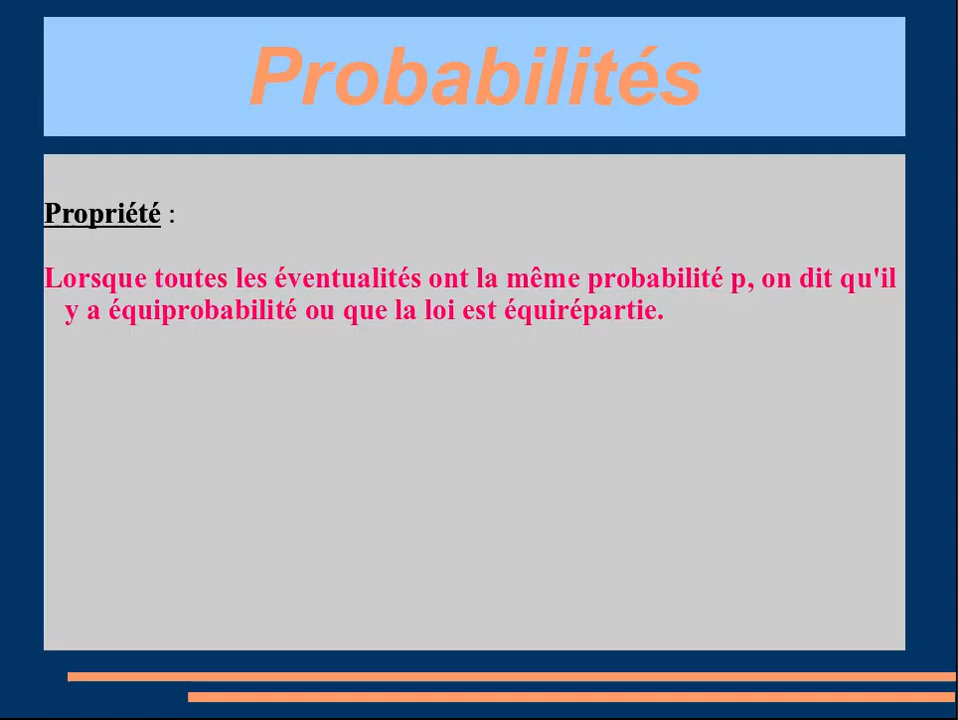 Probabilités
Propriété :
Lorsque toutes les éventualités ont la même probabilité p, on dit qu'il
y a équiprobabilité ou que la loi est équirépartie.